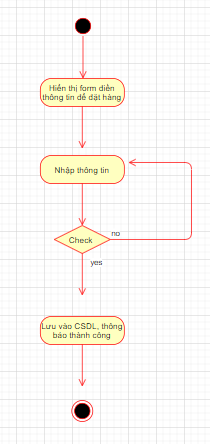 Hiển thị form điền
thông tin để đặt hàng
Nhập thông tin
Check
no
yes
Lưu vào CSDL, thông
báo thành công